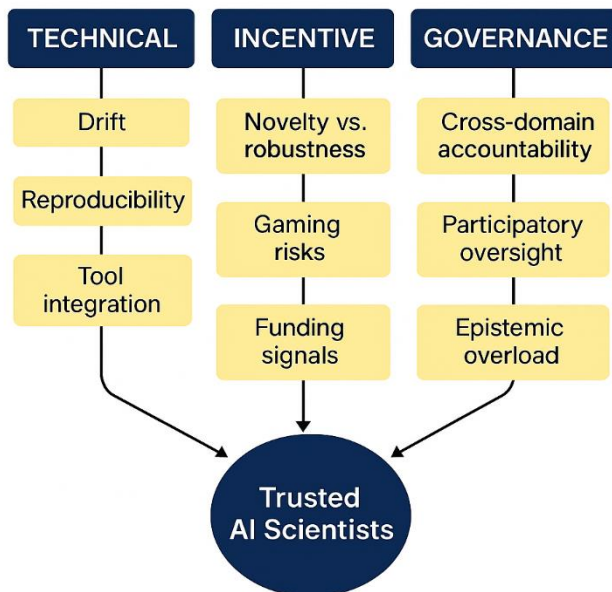 TECHNICAL
Drift
Reproducibility
Tool
integration
INCENTIVE
Novelty vs.
robustness
Gaming
risks
Funding
signals
GOVERNANCE
Cross-domain
accountability
Participatory
oversight
Epistemic
overload
Trusted
AI Scientists